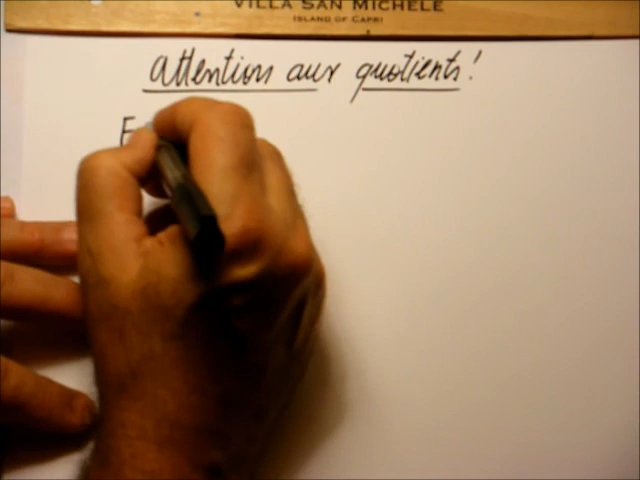 VILLA SAN MICHELE
ISLAND OF CAPRI
Attention aux quotients !
E